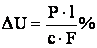 ΔU = P · l / c · F %